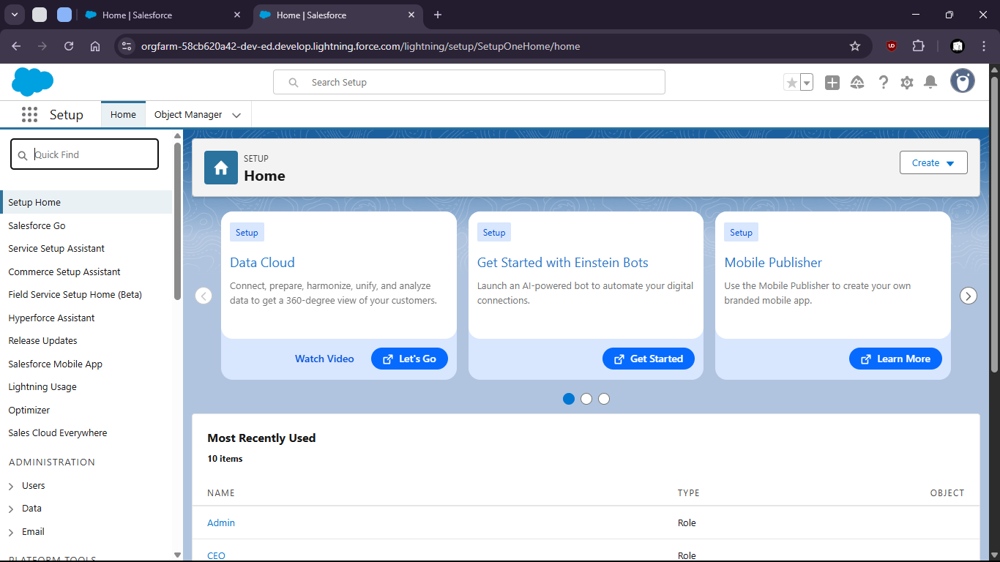 Home | Salesforce
Home | Salesforce
orgfarm-58cb620a42-dev-ed.develop.lightning.force.com/lightning/setup/SetupOneHome/home
UD
Search Setup
Setup
Home
Object Manager
Quick Find
Setup Home
Salesforce Go
Service Setup Assistant
Commerce Setup Assistant
Field Service Setup Home (Beta)
Hyperforce Assistant
Release Updates
Salesforce Mobile App
Lightning Usage
Optimizer
Sales Cloud Everywhere
ADMINISTRATION
Users
Data
Email
PLATFORM TOOLS
SETUP
Home
Create
Setup
Data Cloud
Connect, prepare, harmonize, unify, and analyze
data to get a 360-degree view of your customers.
Watch Video
Let's Go
Setup
Get Started with Einstein Bots
Launch an AI-powered bot to automate your digital
connections.
Get Started
Setup
Mobile Publisher
Use the Mobile Publisher to create your own
branded mobile app.
Learn More
Most Recently Used
10 items
NAME TYPE OBJECT
Admin Role
CEO Role